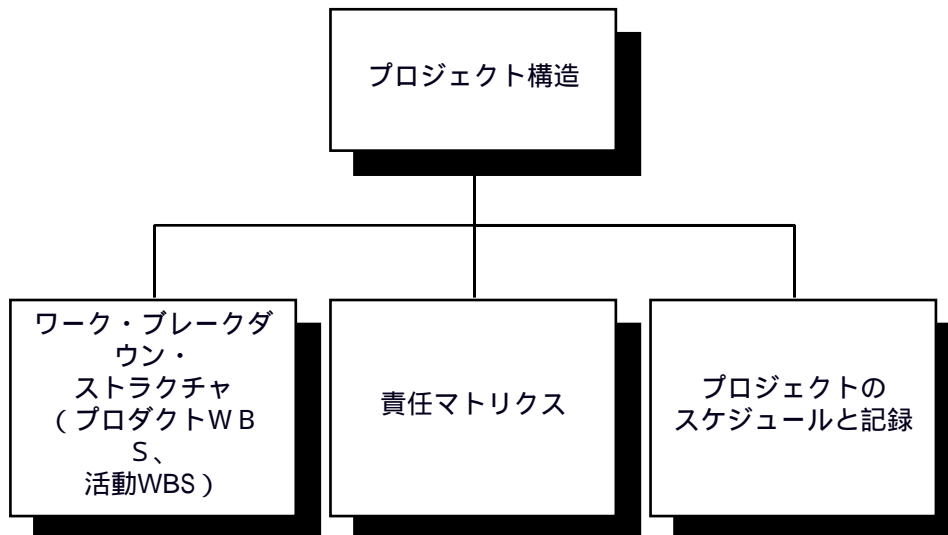 プロジェクト構造
ワーク・ブレークダ
ウン・
ストラクチャ
(プロダクトＷＢ
Ｓ、
活動WBS)
責任マトリクス
プロジェクトの
スケジュールと記録